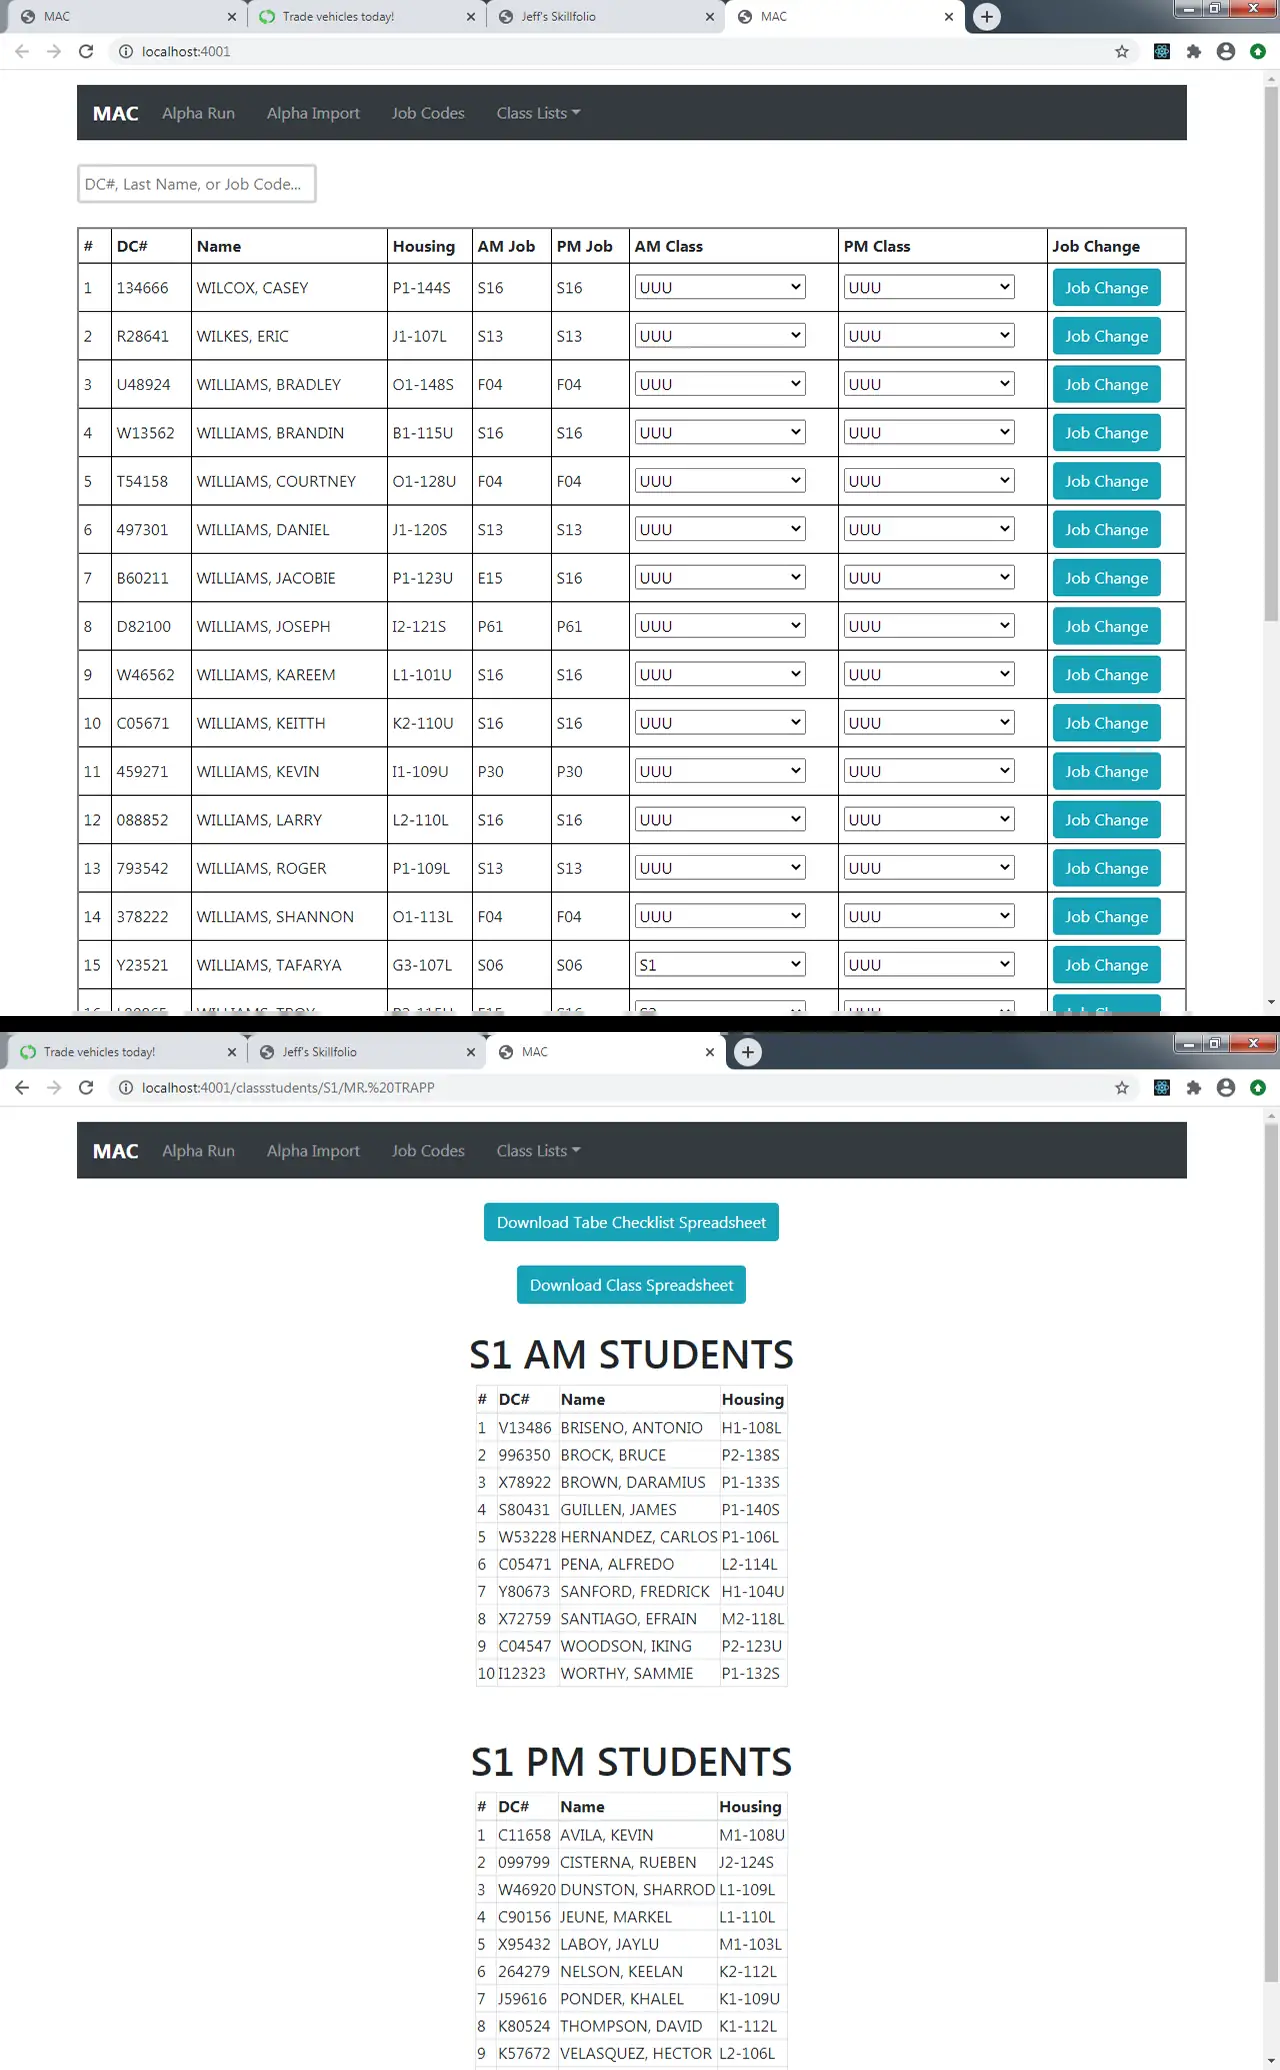 MAC Trade vehicles today! Jeff's Skillfolio MAC
localhost:4001
MAC Alpha Run Alpha Import Job Codes Class Lists
DC#, Last Name, or Job Code...
# DC# Name Housing AM Job PM Job AM Class PM Class Job Change
1 134666 WILCOX, CASEY P1-144S S16 S16 UUU UUU Job Change
2 R28641 WILKES, ERIC J1-107L S13 S13 UUU UUU Job Change
3 U48924 WILLIAMS, BRADLEY O1-148S F04 F04 UUU UUU Job Change
4 W13562 WILLIAMS, BRANDIN B1-115U S16 S16 UUU UUU Job Change
5 T54158 WILLIAMS, COURTNEY O1-128U F04 F04 UUU UUU Job Change
6 497301 WILLIAMS, DANIEL J1-120S S13 S13 UUU UUU Job Change
7 B60211 WILLIAMS, JACOBIE P1-123U E15 S16 UUU UUU Job Change
8 D82100 WILLIAMS, JOSEPH I2-121S P61 P61 UUU UUU Job Change
9 W46562 WILLIAMS, KAREEM L1-101U S16 S16 UUU UUU Job Change
10 C05671 WILLIAMS, KEITTH K2-110U S16 S16 UUU UUU Job Change
11 459271 WILLIAMS, KEVIN I1-109U P30 P30 UUU UUU Job Change
12 088852 WILLIAMS, LARRY L2-110L S16 S16 UUU UUU Job Change
13 793542 WILLIAMS, ROGER P1-109L S13 S13 UUU UUU Job Change
14 378222 WILLIAMS, SHANNON O1-113L F04 F04 UUU UUU Job Change
15 Y23521 WILLIAMS, TAFARYA G3-107L S06 S06 S1 UUU Job Change
16 WILLIAMS, TROY E15 S16 Job Change
Trade vehicles today! Jeff's Skillfolio MAC
localhost:4001/classstudents/S1/MR.%20TRAPP
MAC Alpha Run Alpha Import Job Codes Class Lists
Download Tabe Checklist Spreadsheet
Download Class Spreadsheet
S1 AM STUDENTS
# DC# Name Housing
1 V13486 BRISENO, ANTONIO H1-108L
2 996350 BROCK, BRUCE P2-138S
3 X78922 BROWN, DARAMIUS P1-133S
4 S80431 GUILLEN, JAMES P1-140S
5 W53228 HERNANDEZ, CARLOS P1-106L
6 C05471 PENA, ALFREDO L2-114L
7 Y80673 SANFORD, FREDRICK H1-104U
8 X72759 SANTIAGO, EFRAIN M2-118L
9 C04547 WOODSON, IKING P2-123U
10 I12323 WORTHY, SAMMIE P1-132S
S1 PM STUDENTS
# DC# Name Housing
1 C11658 AVILA, KEVIN M1-108U
2 099799 CISTERNA, RUEBEN J2-124S
3 W46920 DUNSTON, SHARROD L1-109L
4 C90156 JEUNE, MARKEL L1-110L
5 X95432 LABOY, JAYLU M1-103L
6 264279 NELSON, KEELAN K2-112L
7 J59616 PONDER, KHALEL K1-109U
8 K80524 THOMPSON, DAVID K1-112L
9 K57672 VELASQUEZ, HECTOR L2-106L